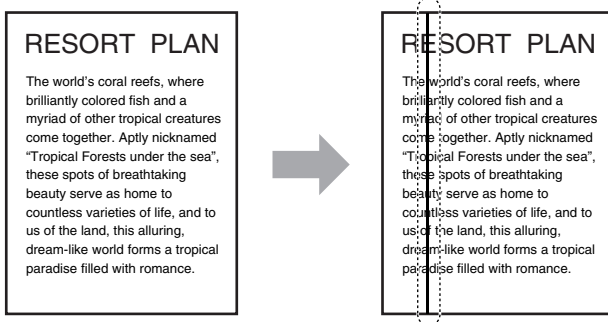 RESORT PLAN
The world's coral reefs, where
brilliantly colored fish and a
myriad of other tropical creatures
come together. Aptly nicknamed
“Tropical Forests under the sea”,
these spots of breathtaking
beauty serve as home to
countless varieties of life, and to
us of the land, this alluring,
dream-like world forms a tropical
paradise filled with romance.
RESORT PLAN
The world's coral reefs, where
brilliantly colored fish and a
myriad of other tropical creatures
come together. Aptly nicknamed
“Tropical Forests under the sea”,
these spots of breathtaking
beauty serve as home to
countless varieties of life, and to
us of the land, this alluring,
dream-like world forms a tropical
paradise filled with romance.